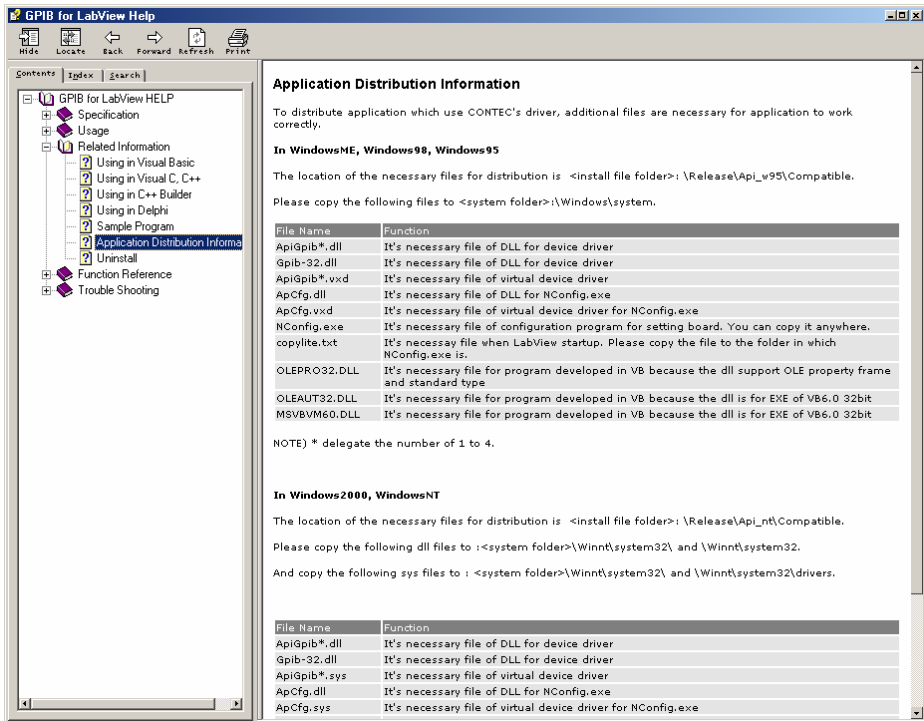 GPIB for LabView Help
Hide Locate Back Forward Refresh Print
Contents Index Search
GPIB for LabView HELP
Specification
Usage
Related Information
Using in Visual Basic
Using in Visual C, C++
Using in C++ Builder
Using in Delphi
Sample Program
Application Distribution Informa
Uninstall
Function Reference
Trouble Shooting
Application Distribution Information
To distribute application which use CONTEC's driver, additional files are necessary for application to work
correctly.
In WindowsME, Windows98, Windows95
The location of the necessary files for distribution is <install file folder>: \Release\Api_w95\Compatible.
Please copy the following files to <system folder>:\Windows\system.
File Name Function
ApiGpib*.dll It's necessary file of DLL for device driver
Gpib-32.dll It's necessary file of DLL for device driver
ApiGpib*.vxd It's necessary file of virtual device driver
ApCfg.dll It's necessary file of DLL for NConfig.exe
ApCfg.vxd It's necessary file of virtual device driver for NConfig.exe
NConfig.exe It's necessary file of configuration program for setting board. You can copy it anywhere.
copylite.txt It's necessay file when LabView startup. Please copy the file to the folder in which
NConfig.exe is.
OLEPRO32.DLL It's necessary file for program developed in VB because the dll support OLE property frame
and standard type
OLEAUT32.DLL It's necessary file for program developed in VB because the dll is for EXE of VB6.0 32bit
MSVBVM60.DLL It's necessary file for program developed in VB because the dll is for EXE of VB6.0 32bit
NOTE) * delegate the number of 1 to 4.
In Windows2000, WindowsNT
The location of the necessary files for distribution is <install file folder>: \Release\Api_nt\Compatible.
Please copy the following dll files to :<system folder>\Winnt\system32\ and \Winnt\system32.
And copy the following sys files to : <system folder>\Winnt\system32\ and \Winnt\system32\drivers.
File Name Function
ApiGpib*.dll It's necessary file of DLL for device driver
Gpib-32.dll It's necessary file of DLL for device driver
ApiGpib*.sys It's necessary file of virtual device driver
ApCfg.dll It's necessary file of DLL for NConfig.exe
ApCfg.sys It's necessary file of virtual device driver for NConfig.exe